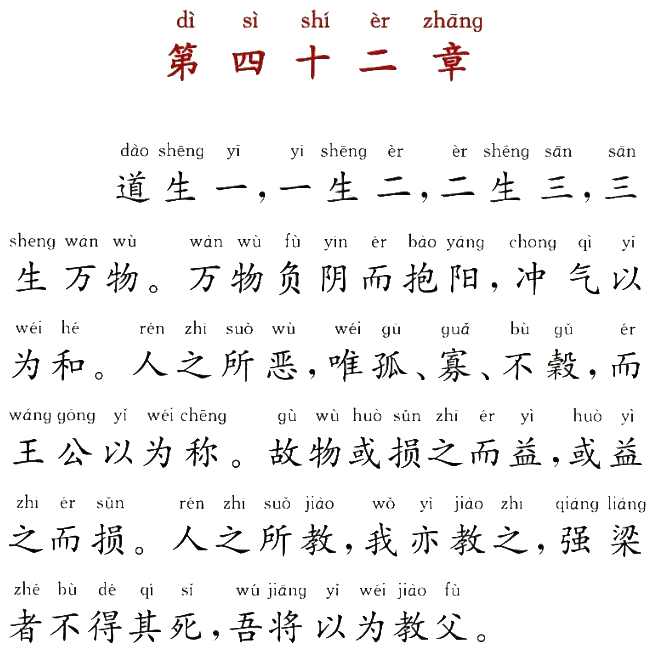 dì sì shí èr zhāng
第四十二章
dào shēng yī yī shēng èr èr shēng sān sān
道生一，一生二，二生三，三
sheng wàn wù wàn wù fù yīn ér bào yáng chong qì yǐ
生万物。万物负阴而抱阳，冲气以
wéi hé rén zhī suǒ wù wéi gū guǎ bù gǔ ér
为和。人之所恶，唯孤、寡、不穀，而
wáng gōng yǐ wéi chēng gù wù huò sǔn zhī ér yì huò yì
王公以为称。故物或损之而益，或益
zhī ér sǔn rén zhī suǒ jiào wǒ yì jiào zhī qiáng liáng
之而损。人之所教，我亦教之，强梁
zhě bù dé qí sǐ wú jiāng yǐ wéi jiào fù
者不得其死，吾将以为教父。